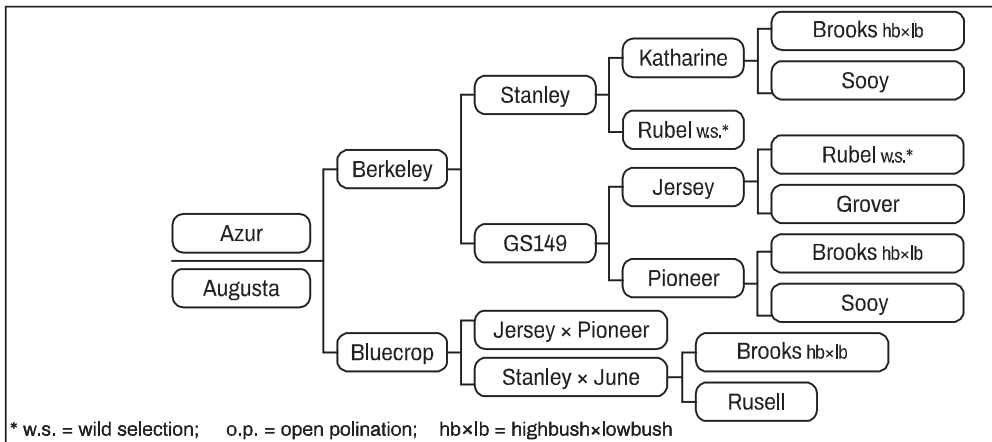 Brooks hb×lb
Katharine
Sooy
Stanley
Rubel w.s.*
Rubel w.s.*
Berkeley
Jersey
Grover
Azur
GS149
Brooks hb×lb
Augusta
Pioneer
Sooy
Jersey × Pioneer
Bluecrop
Brooks hb×lb
Stanley × June
Rusell
* w.s. = wild selection; o.p. = open polination; hb×lb = highbush×lowbush